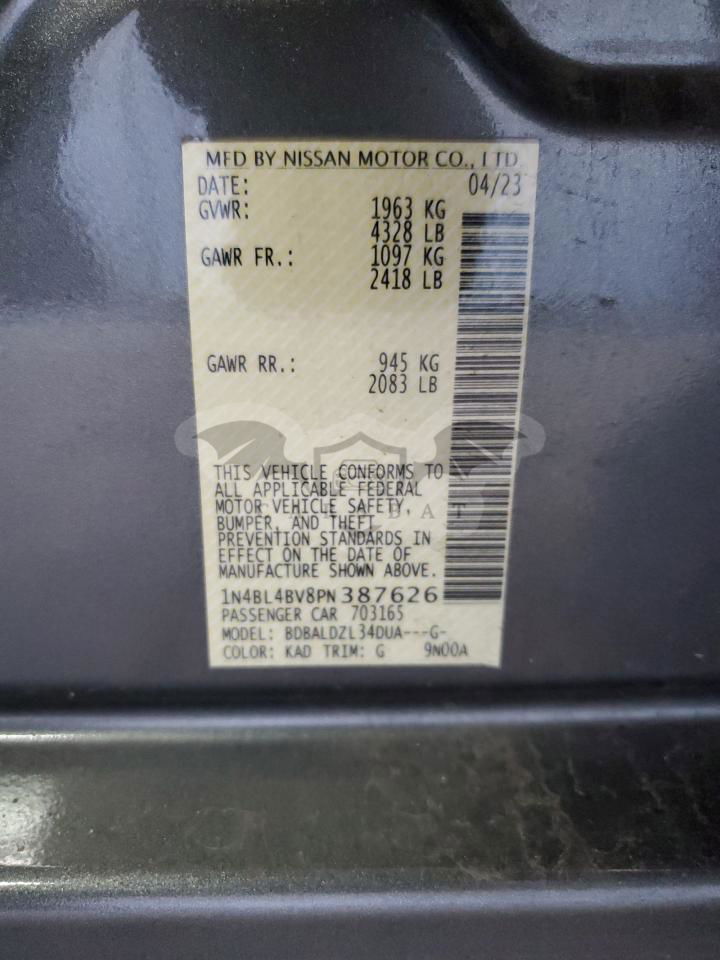 MFD BY NISSAN MOTOR CO., LTD.
DATE: 04/23
GVWR: 1963 KG
4328 LB
GAWR FR.: 1097 KG
2418 LB
GAWR RR.: 945 KG
2083 LB
THIS VEHICLE CONFORMS TO
ALL APPLICABLE FEDERAL
MOTOR VEHICLE SAFETY,
BUMPER, AND THEFT
PREVENTION STANDARDS IN
EFFECT ON THE DATE OF
MANUFACTURE SHOWN ABOVE.
1N4BL4BV8PN387626
PASSENGER CAR 703165
MODEL: BDBALDZL34DUA---G-
COLOR: KAD TRIM: G 9N00A